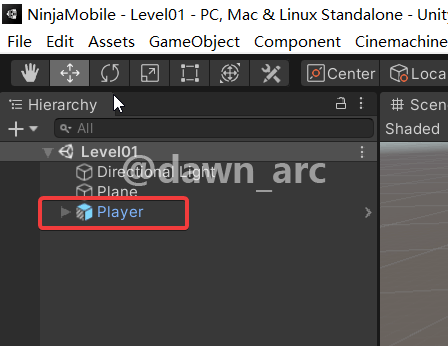 NinjaMobile - Level01 - PC, Mac & Linux Standalone - Unit
File Edit Assets GameObject Component Cinemachine
Center Loca
Hierarchy Scene
All Shaded
Level01
@dawn_arc
Directional Light
Plane
Player